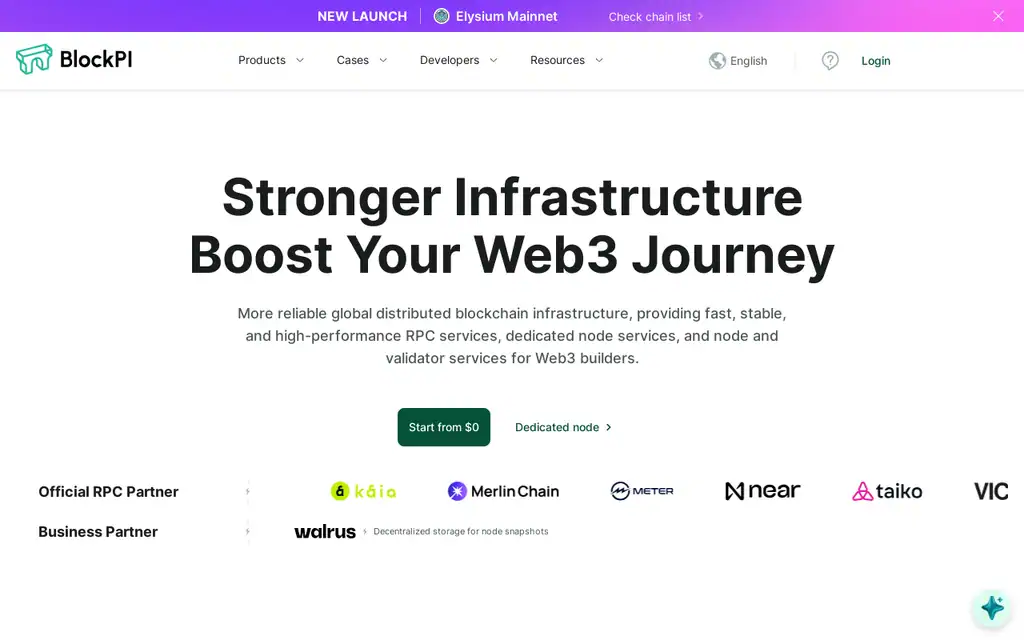 NEW LAUNCH
Elysium Mainnet
Check chain list
BlockPI
Products
Cases
Developers
Resources
English
Login
Stronger Infrastructure
Boost Your Web3 Journey
More reliable global distributed blockchain infrastructure, providing fast, stable,
and high-performance RPC services, dedicated node services, and node and
validator services for Web3 builders.
Start from $0
Dedicated node
Official RPC Partner
kaia
Merlin Chain
METER
near
taiko
VIC
Business Partner
walrus
Decentralized storage for node snapshots